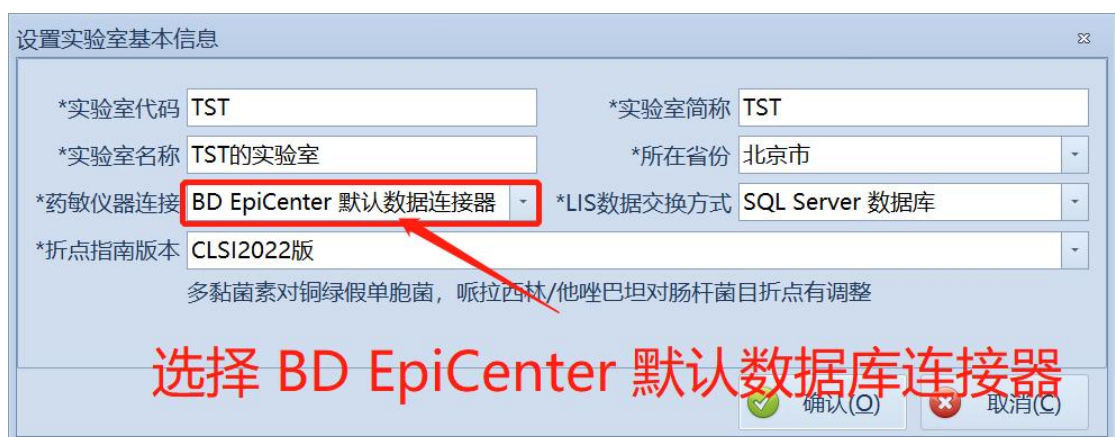 设置实验室基本信息
*实验室代码 TST *实验室简称 TST
*实验室名称 TST的实验室 *所在省份 北京市
*药敏仪器连接 BD EpiCenter 默认数据连接器 *LIS数据交换方式 SQL Server 数据库
*折点指南版本 CLSI2022版
多黏菌素对铜绿假单胞菌，哌拉西林/他唑巴坦对肠杆菌目折点有调整
选择 BD EpiCenter 默认数据库连接器
确认(O) 取消(C)